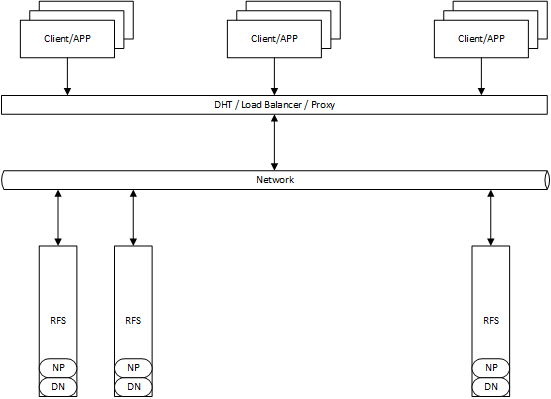 Client/APP
Client/APP
Client/APP
DHT / Load Balancer / Proxy
Network
RFS
RFS
RFS
NP
NP
NP
DN
DN
DN